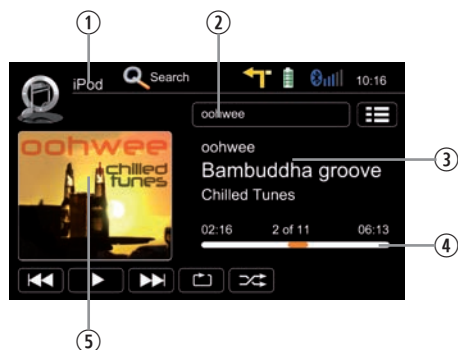 ① ②
iPod Search 10:16
oohwee
③
oohwee
Bambuddha groove
Chilled Tunes
④
02:16 2 of 11 06:13
oohwee
chilled
tunes
⑤